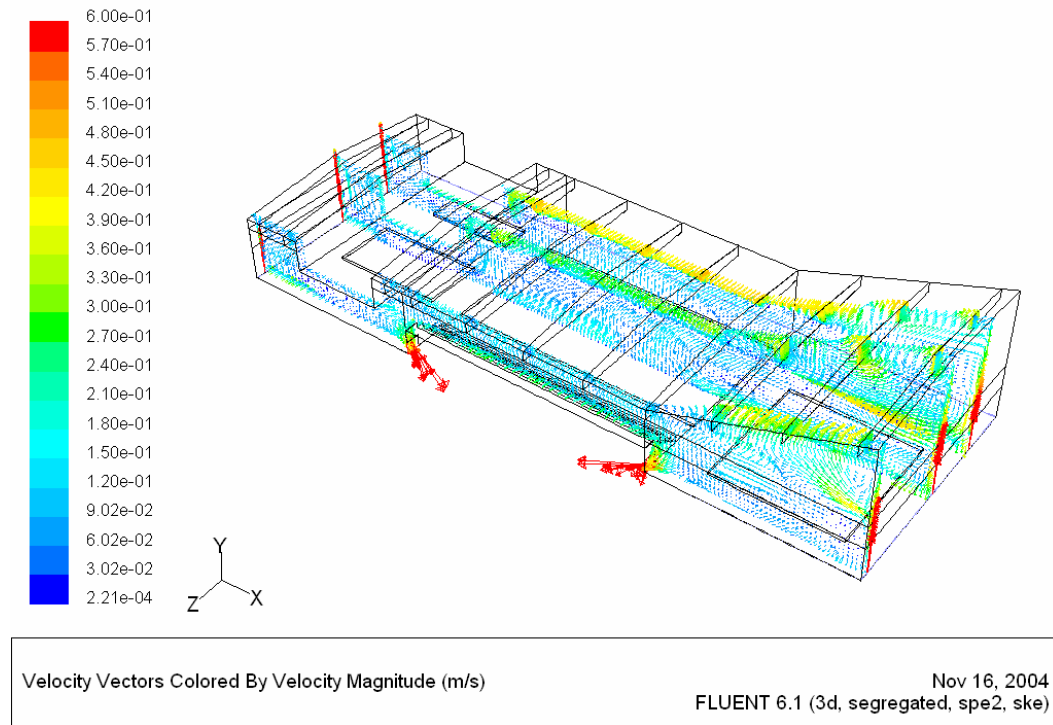 6.00e-01
5.70e-01
5.40e-01
5.10e-01
4.80e-01
4.50e-01
4.20e-01
3.90e-01
3.60e-01
3.30e-01
3.00e-01
2.70e-01
2.40e-01
2.10e-01
1.80e-01
1.50e-01
1.20e-01
9.02e-02
6.02e-02
3.02e-02
2.21e-04
Y
Z X
Velocity Vectors Colored By Velocity Magnitude (m/s) Nov 16, 2004
FLUENT 6.1 (3d, segregated, spe2, ske)